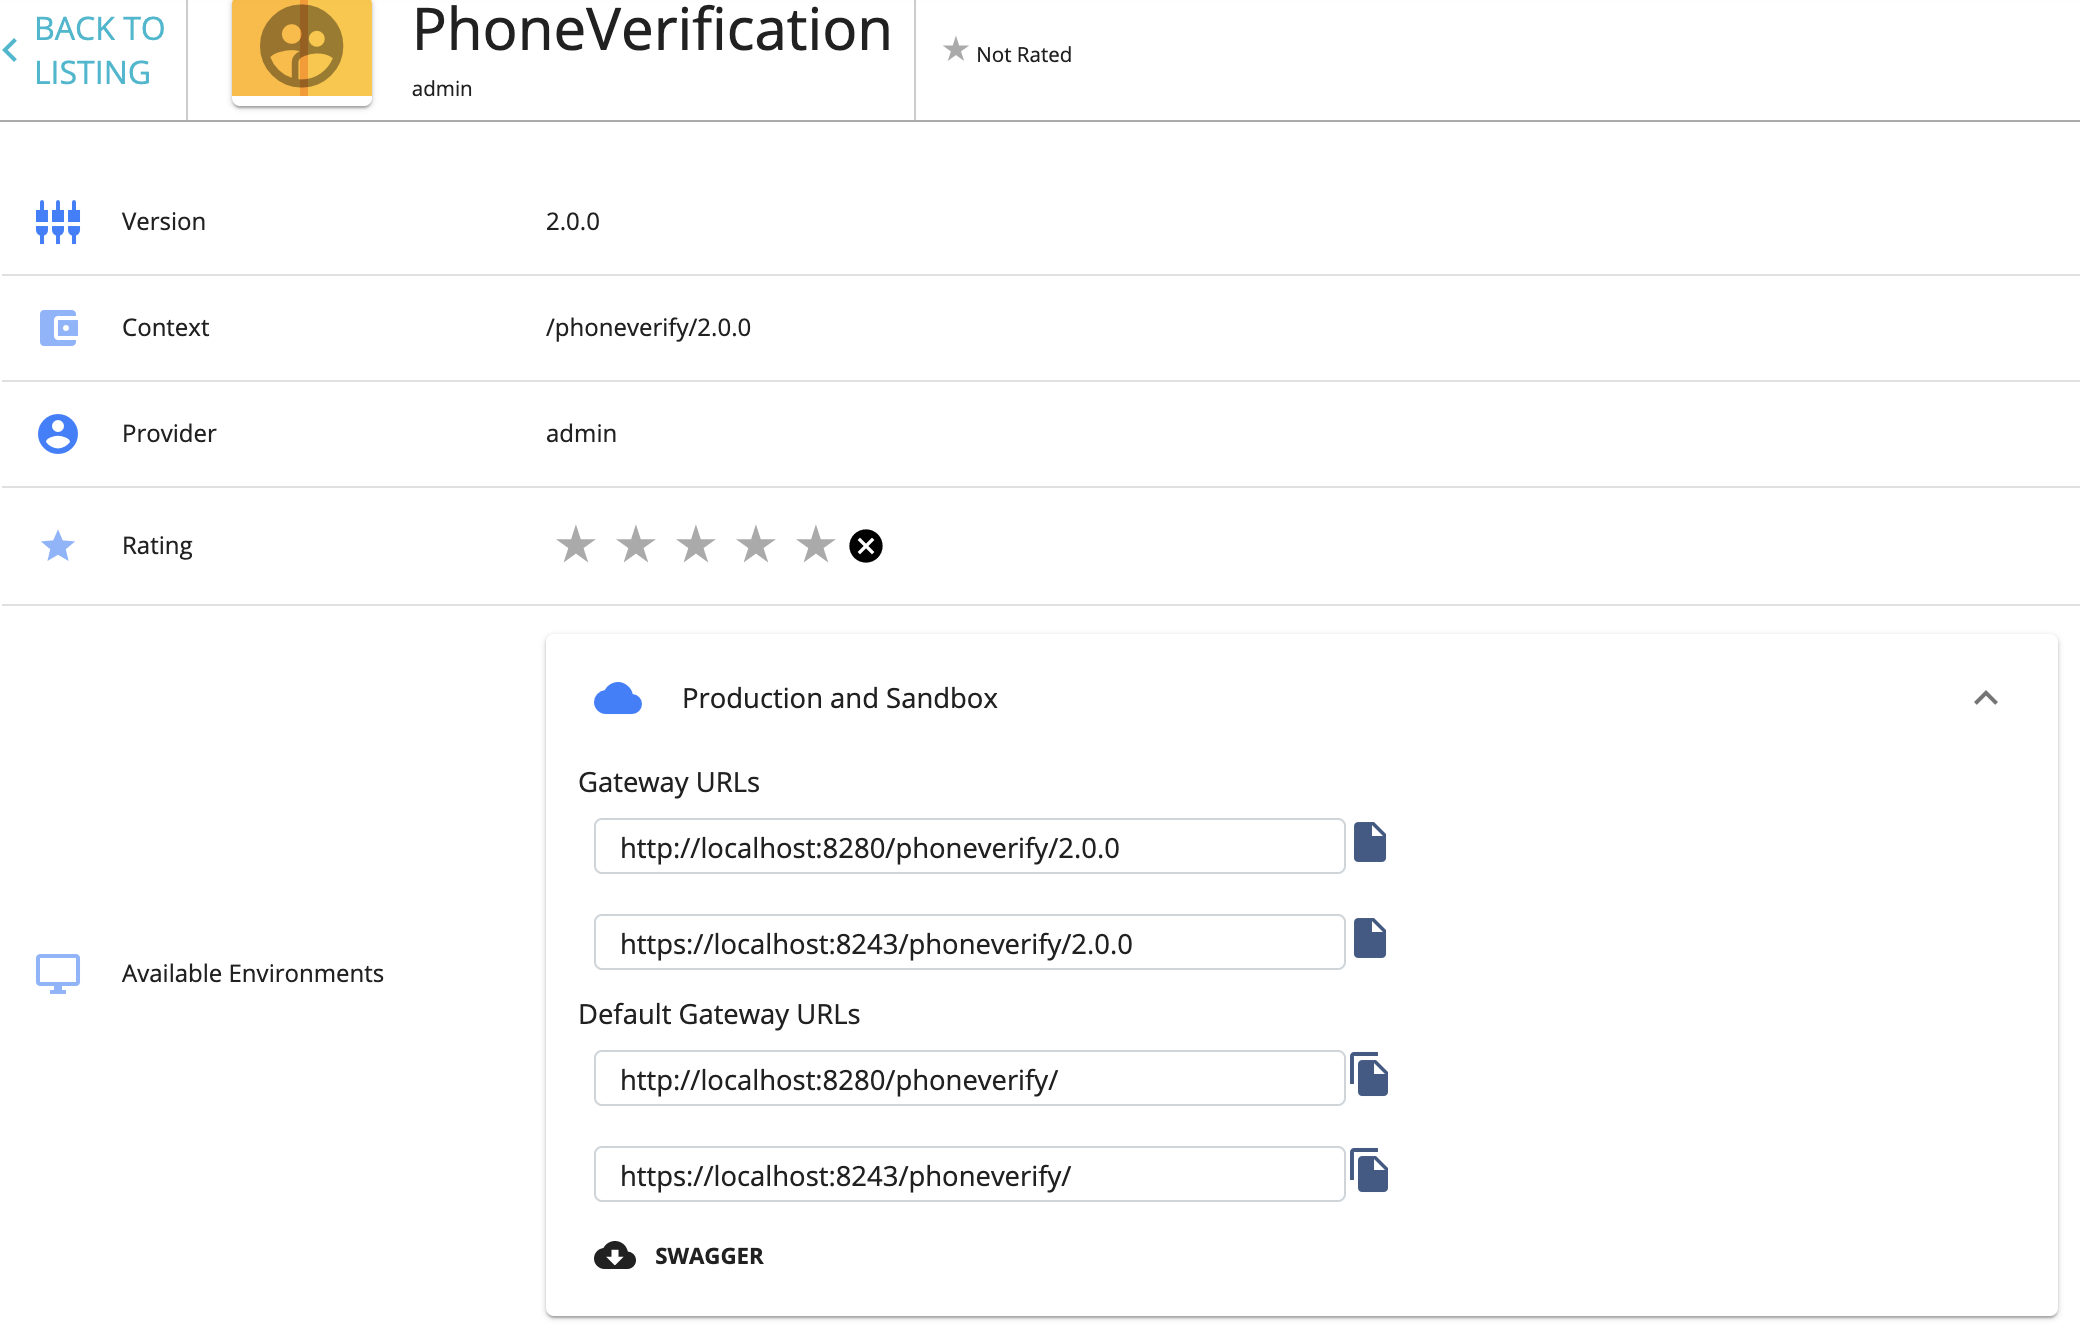 BACK TO
LISTING
PhoneVerification
admin
Not Rated
Version
2.0.0
Context
/phoneverify/2.0.0
Provider
admin
Rating
Available Environments
Production and Sandbox
Gateway URLs
http://localhost:8280/phoneverify/2.0.0
https://localhost:8243/phoneverify/2.0.0
Default Gateway URLs
http://localhost:8280/phoneverify/
https://localhost:8243/phoneverify/
SWAGGER